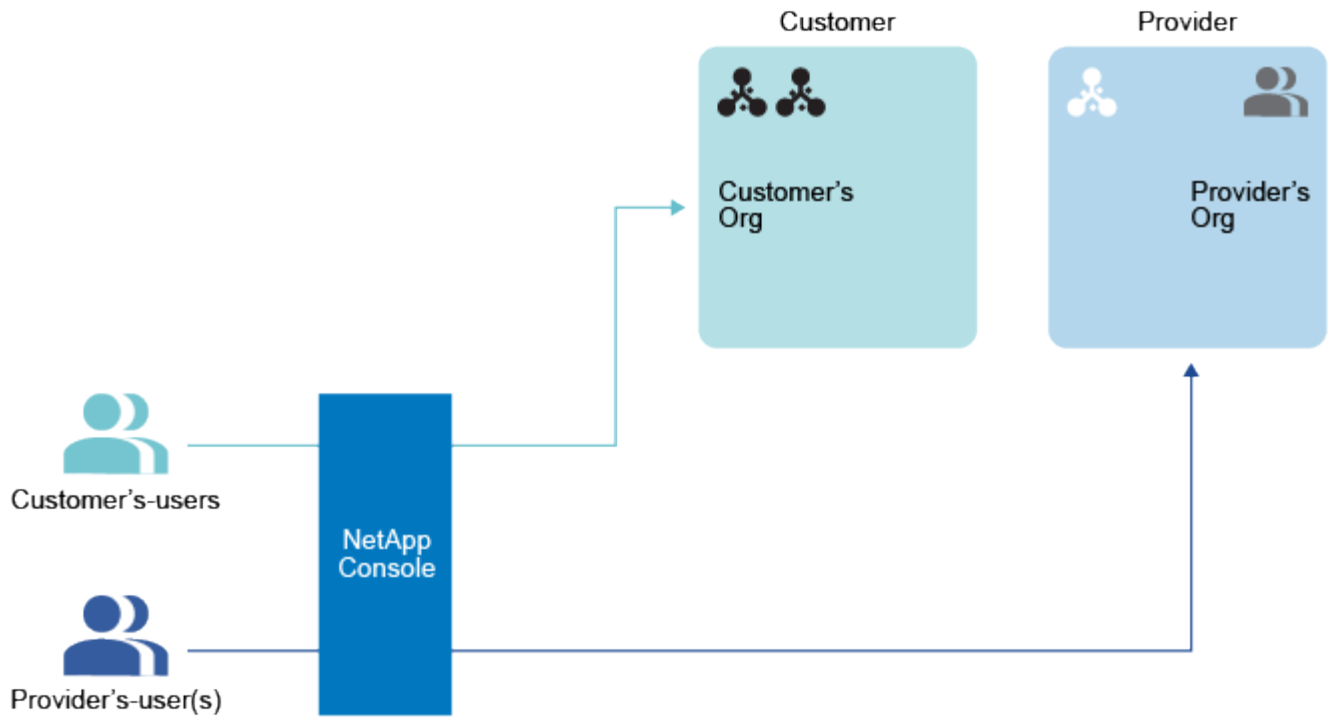 Customer
Provider
Customer's
Org
Provider's
Org
Customer's-users
NetApp
Console
Provider's-user(s)